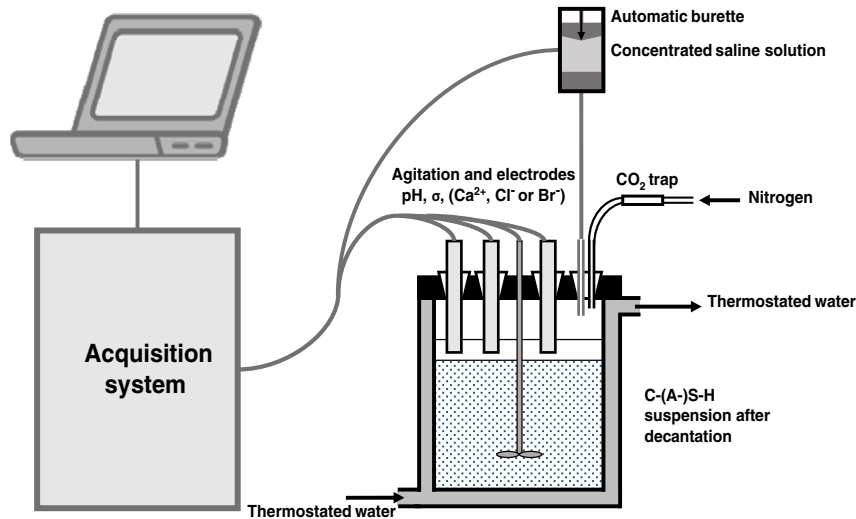 Automatic burette
Concentrated saline solution
Agitation and electrodes
pH, σ, (Ca²⁺, Cl⁻ or Br⁻)
CO₂ trap
Nitrogen
Thermostated water
Acquisition
system
C-(A-)S-H
suspension after
decantation
Thermostated water